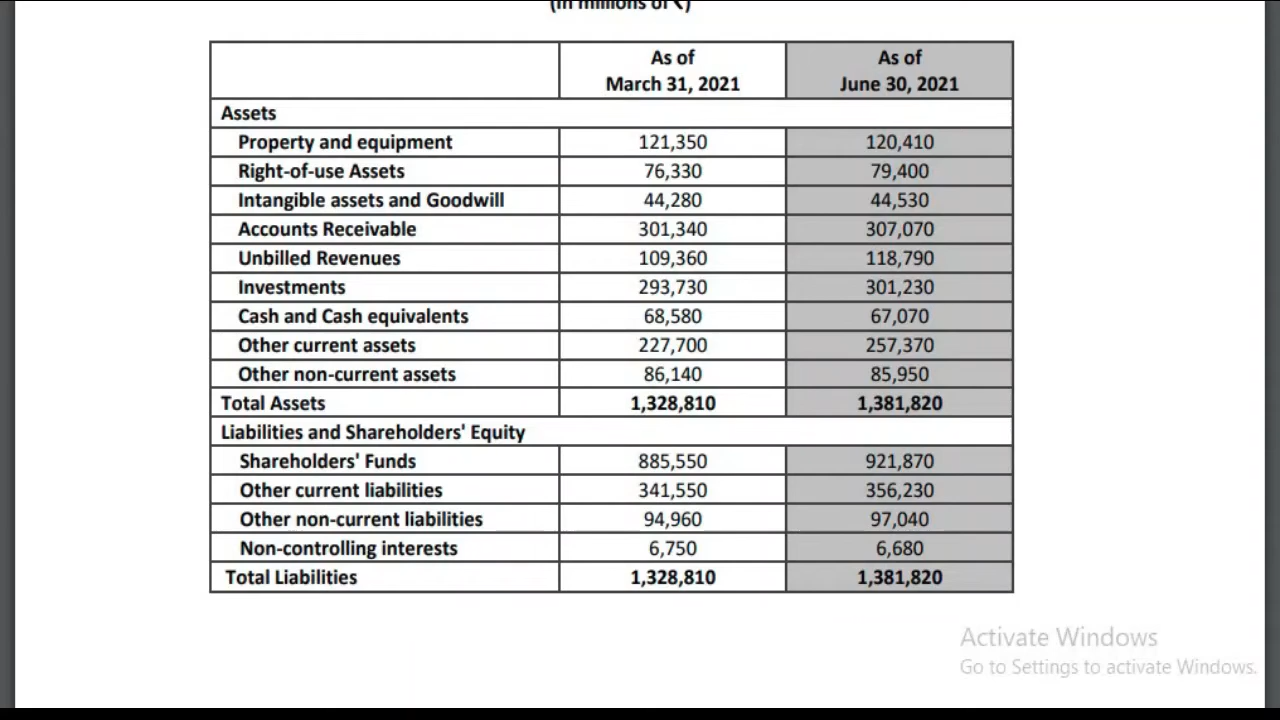 (in millions of ₹)
As of As of
March 31, 2021 June 30, 2021
Assets
Property and equipment 121,350 120,410
Right-of-use Assets 76,330 79,400
Intangible assets and Goodwill 44,280 44,530
Accounts Receivable 301,340 307,070
Unbilled Revenues 109,360 118,790
Investments 293,730 301,230
Cash and Cash equivalents 68,580 67,070
Other current assets 227,700 257,370
Other non-current assets 86,140 85,950
Total Assets 1,328,810 1,381,820
Liabilities and Shareholders' Equity
Shareholders' Funds 885,550 921,870
Other current liabilities 341,550 356,230
Other non-current liabilities 94,960 97,040
Non-controlling interests 6,750 6,680
Total Liabilities 1,328,810 1,381,820
Activate Windows
Go to Settings to activate Windows.